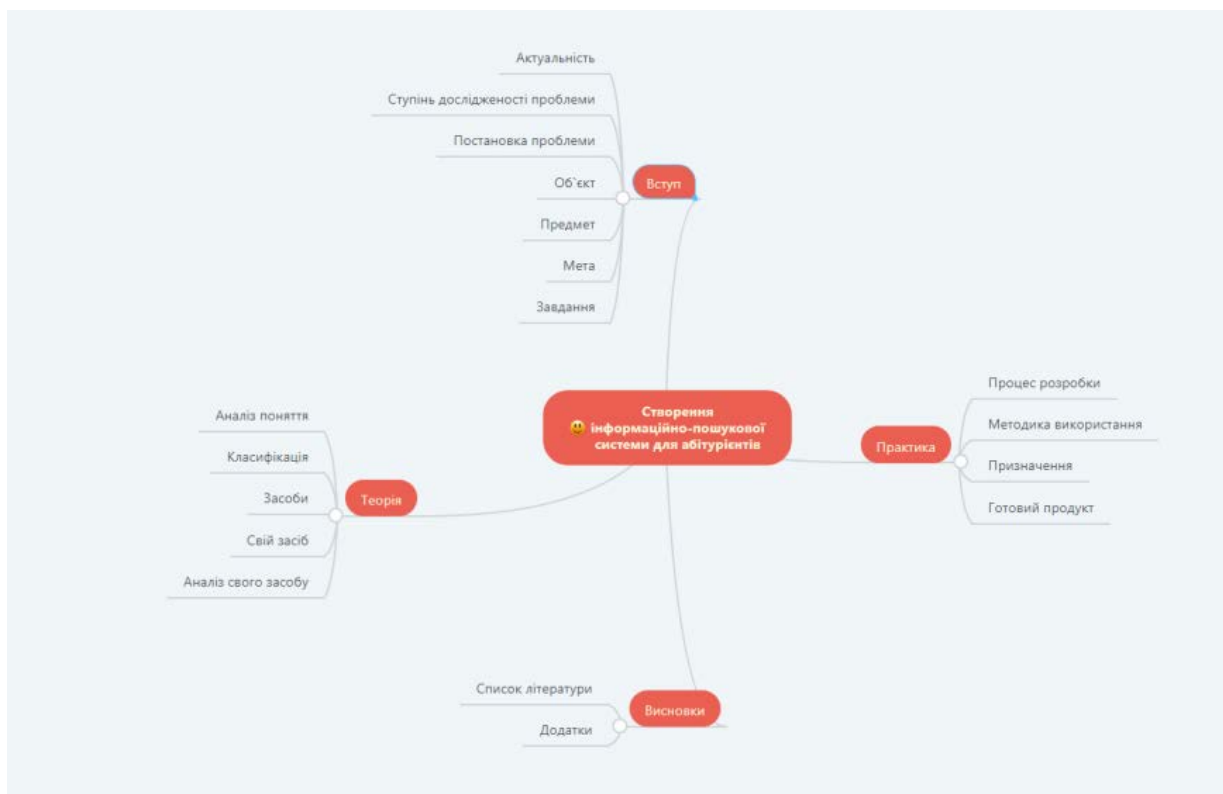 Актуальність
Ступінь дослідженості проблеми
Постановка проблеми
Об`єкт
Предмет
Мета
Завдання
Вступ
Створення
😃 інформаційно-пошукової
системи для абітурієнтів
Процес розробки
Методика використання
Призначення
Готовий продукт
Практика
Аналіз поняття
Класифікація
Засоби
Свій засіб
Аналіз свого засобу
Теорія
Список літератури
Додатки
Висновки